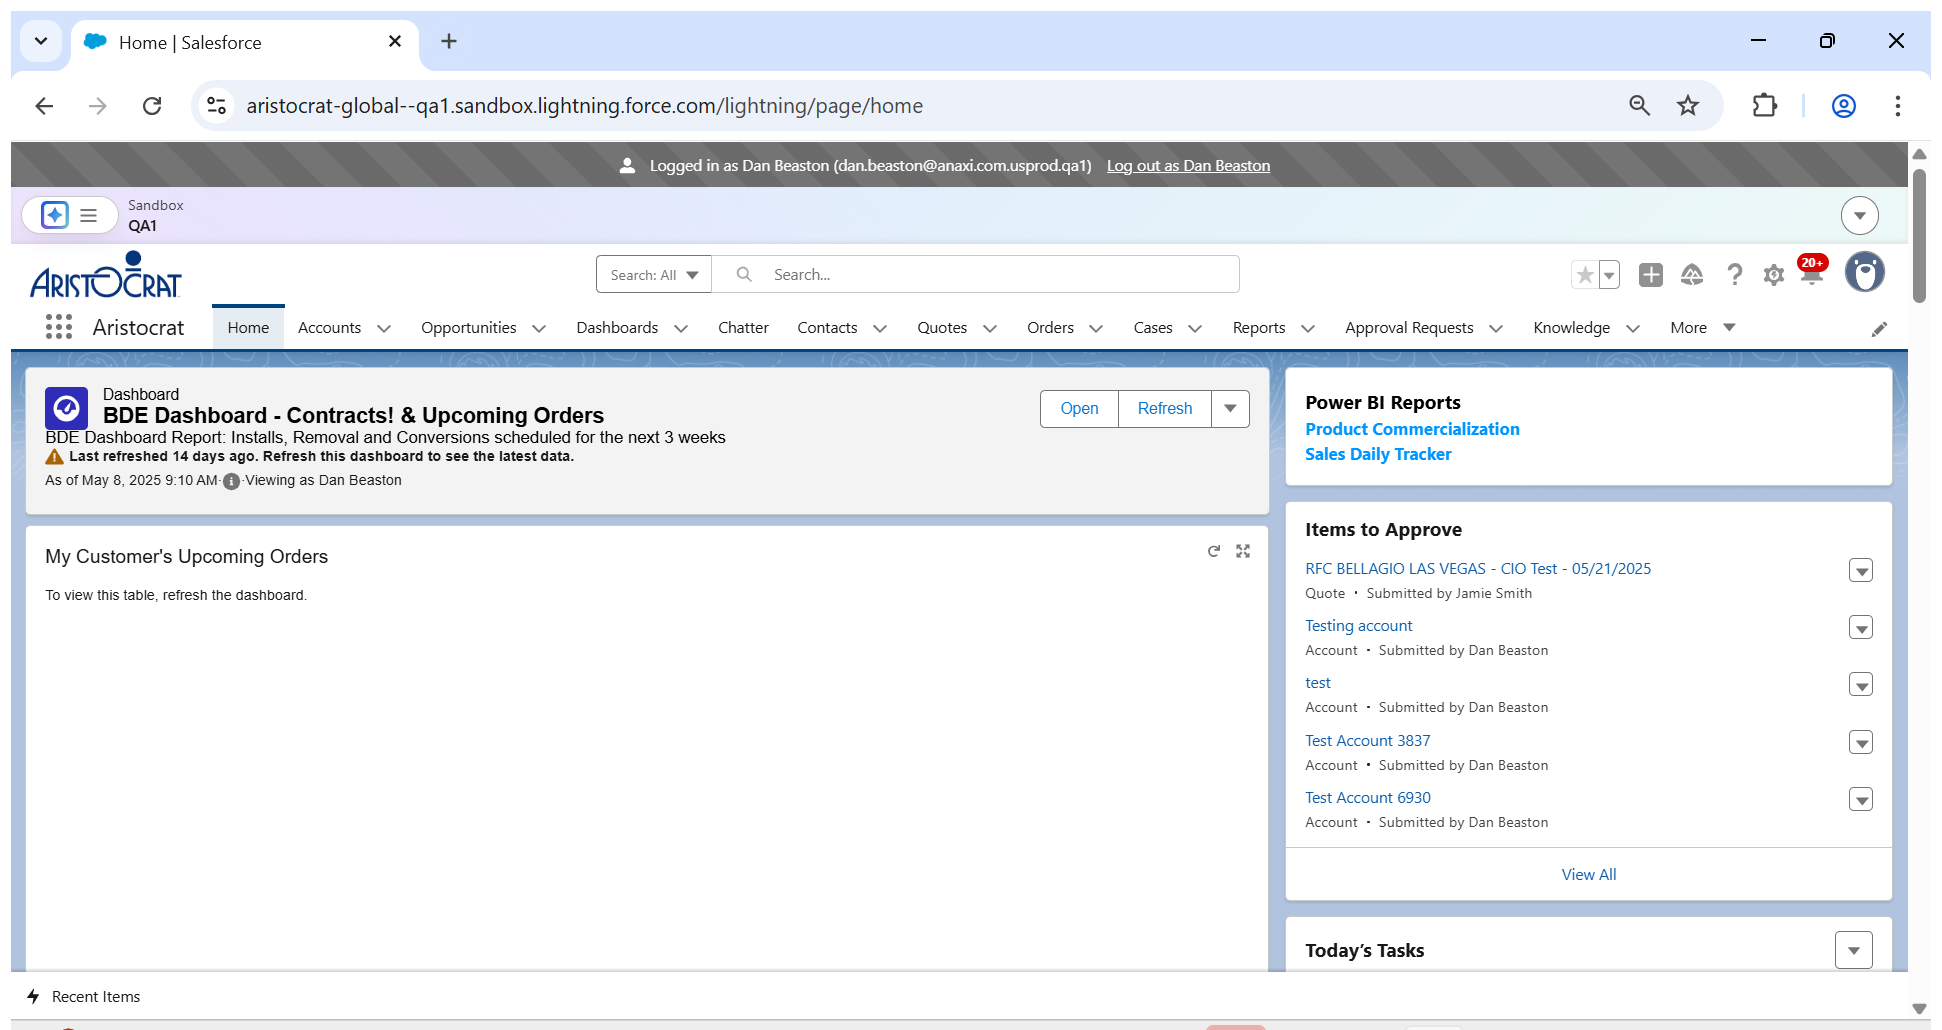 Home | Salesforce
aristocrat-global--qa1.sandbox.lightning.force.com/lightning/page/home
Logged in as Dan Beaston (dan.beaston@anaxi.com.usprod.qa1) Log out as Dan Beaston
Sandbox
QA1
ARISTOCRAT
Search: All
Search...
20+
Aristocrat
Home
Accounts
Opportunities
Dashboards
Chatter
Contacts
Quotes
Orders
Cases
Reports
Approval Requests
Knowledge
More
Dashboard
BDE Dashboard - Contracts! & Upcoming Orders
BDE Dashboard Report: Installs, Removal and Conversions scheduled for the next 3 weeks
Last refreshed 14 days ago. Refresh this dashboard to see the latest data.
As of May 8, 2025 9:10 AM·Viewing as Dan Beaston
Open
Refresh
My Customer's Upcoming Orders
To view this table, refresh the dashboard.
Power BI Reports
Product Commercialization
Sales Daily Tracker
Items to Approve
RFC BELLAGIO LAS VEGAS - CIO Test - 05/21/2025
Quote • Submitted by Jamie Smith
Testing account
Account • Submitted by Dan Beaston
test
Account • Submitted by Dan Beaston
Test Account 3837
Account • Submitted by Dan Beaston
Test Account 6930
Account • Submitted by Dan Beaston
View All
Today’s Tasks
Recent Items